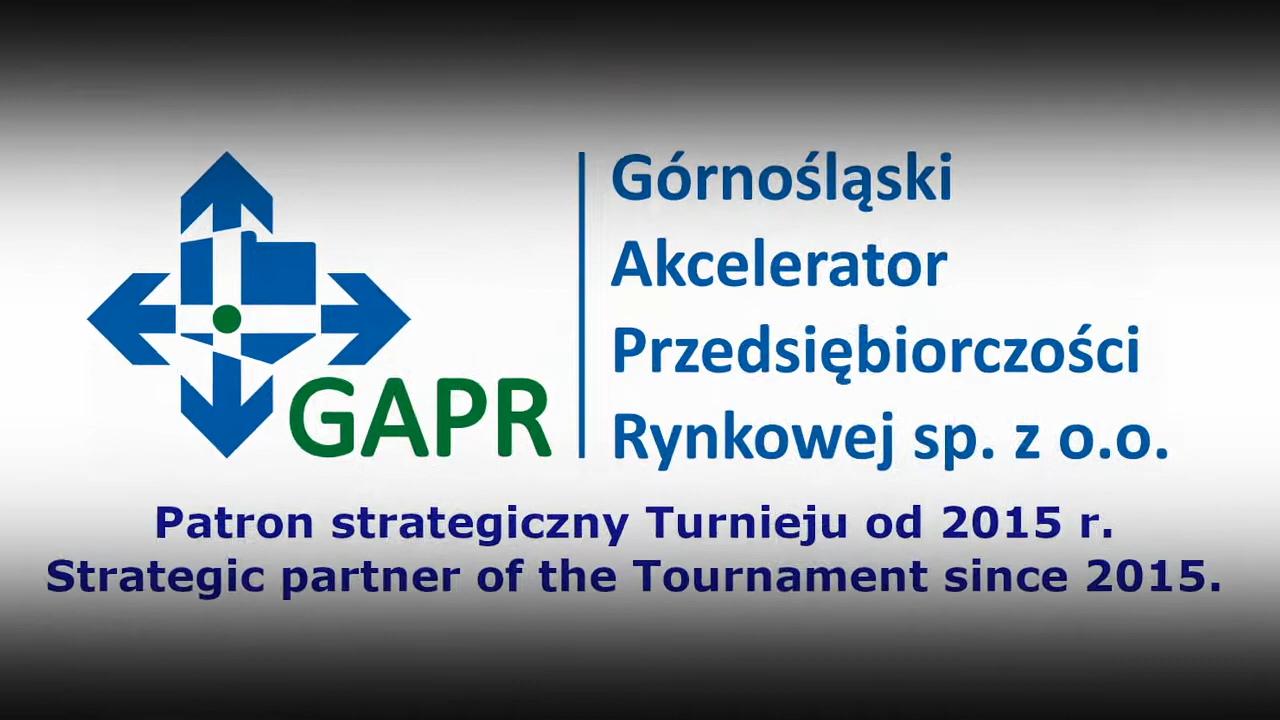 GAPR
Górnośląski
Akcelerator
Przedsiębiorczości
Rynkowej sp. z o.o.
Patron strategiczny Turnieju od 2015 r.
Strategic partner of the Tournament since 2015.